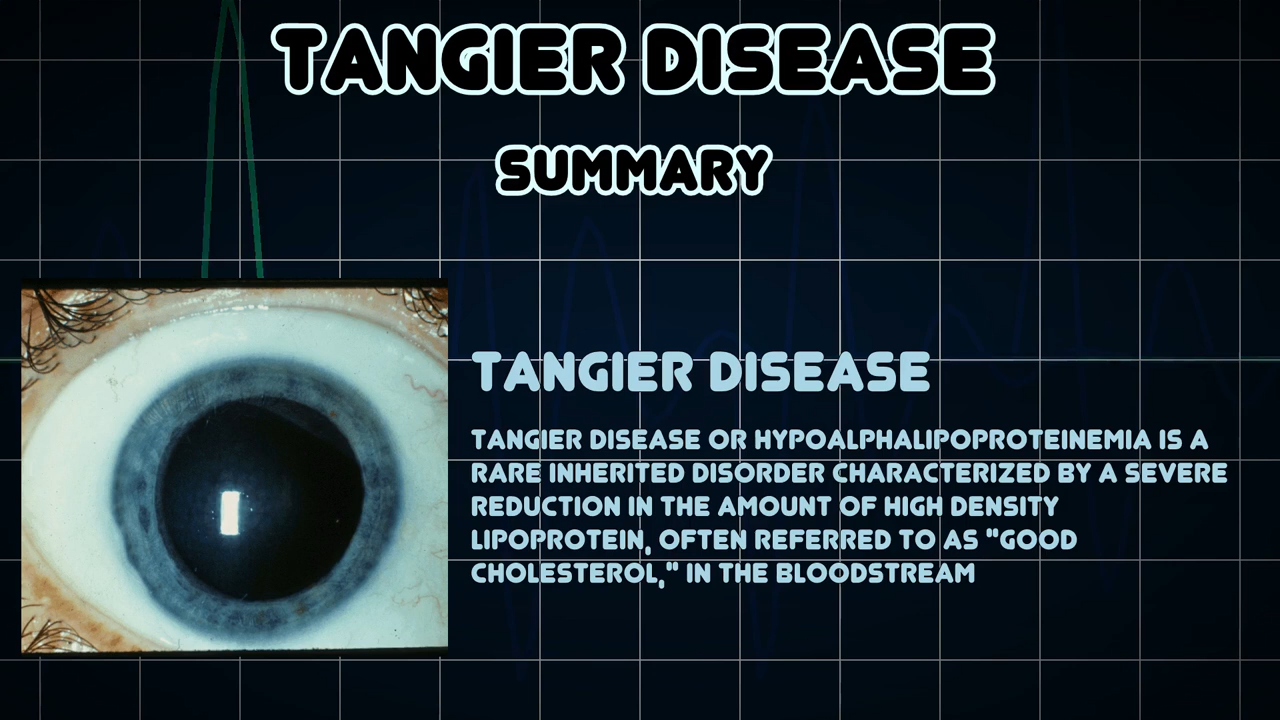 TANGIER DISEASE
SUMMARY
TANGIER DISEASE
TANGIER DISEASE OR HYPOALPHALIPOPROTEINEMIA IS A
RARE INHERITED DISORDER CHARACTERIZED BY A SEVERE
REDUCTION IN THE AMOUNT OF HIGH DENSITY
LIPOPROTEIN, OFTEN REFERRED TO AS "GOOD
CHOLESTEROL," IN THE BLOODSTREAM